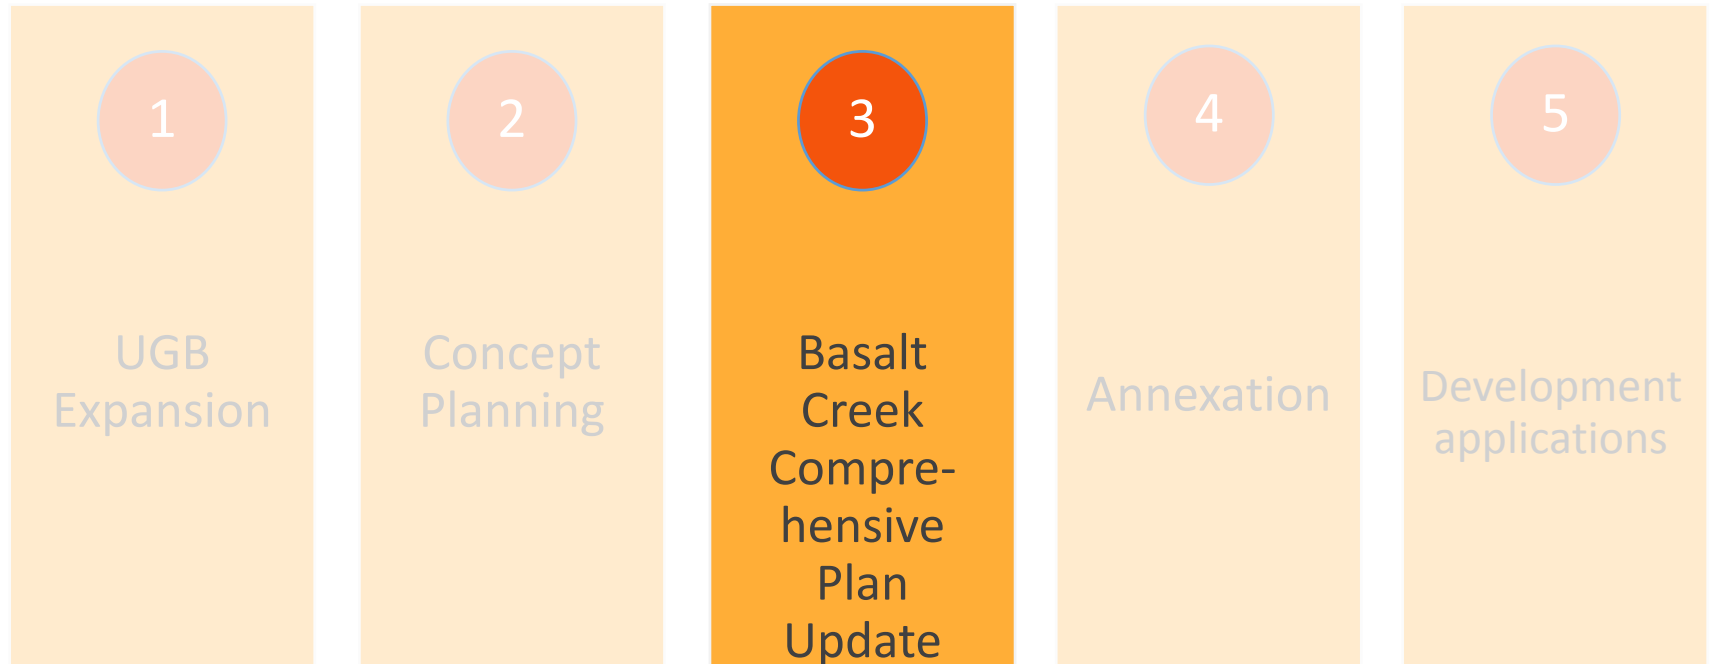 1
UGB
Expansion
2
Concept
Planning
3
Basalt
Creek
Compre-
hensive
Plan
Update
4
Annexation
5
Development
applications